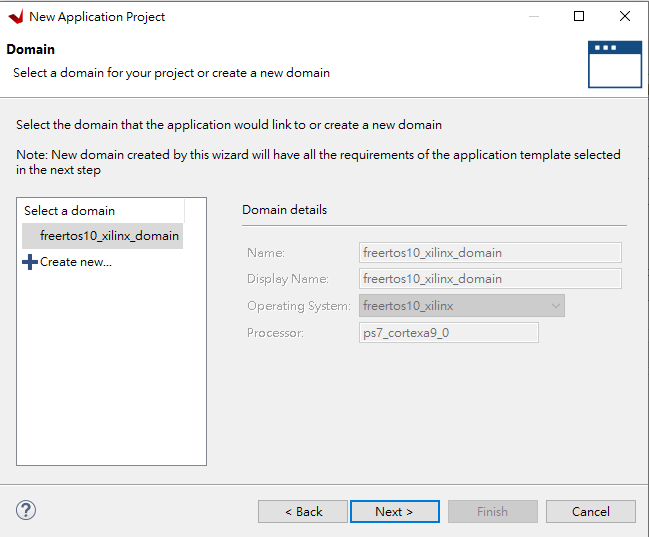 New Application Project
Domain
Select a domain for your project or create a new domain
Select the domain that the application would link to or create a new domain
Note: New domain created by this wizard will have all the requirements of the application template selected
in the next step
Select a domain
freertos10_xilinx_domain
Create new...
Domain details
Name: freertos10_xilinx_domain
Display Name: freertos10_xilinx_domain
Operating System: freertos10_xilinx
Processor: ps7_cortexa9_0
?
< Back
Next >
Finish
Cancel